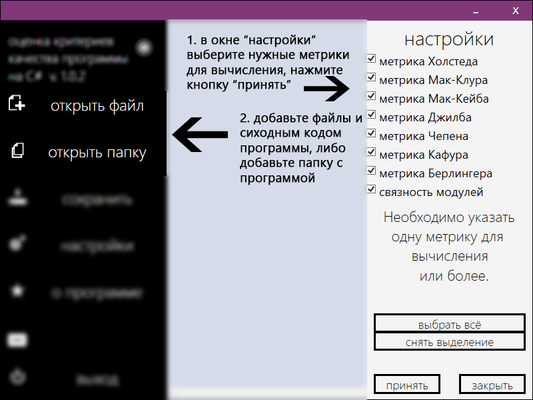 оценка критериев
качества программы
на C# v. 1.0.2
открыть файл
открыть папку
сохранить
настройки
о программе
выход
1. в окне “настройки”
выберите нужные метрики
для вычисления, нажмите
кнопку “принять”
2. добавьте файлы и
сиходным кодом
программы, либо
добавьте папку с
программой
настройки
метрика Холстеда
метрика Мак-Клура
метрика Мак-Кейба
метрика Джилба
метрика Чепена
метрика Кафура
метрика Берлингера
связность модулей
Необходимо указать
одну метрику для
вычисления
или более.
выбрать всё
снять выделение
принять
закрыть